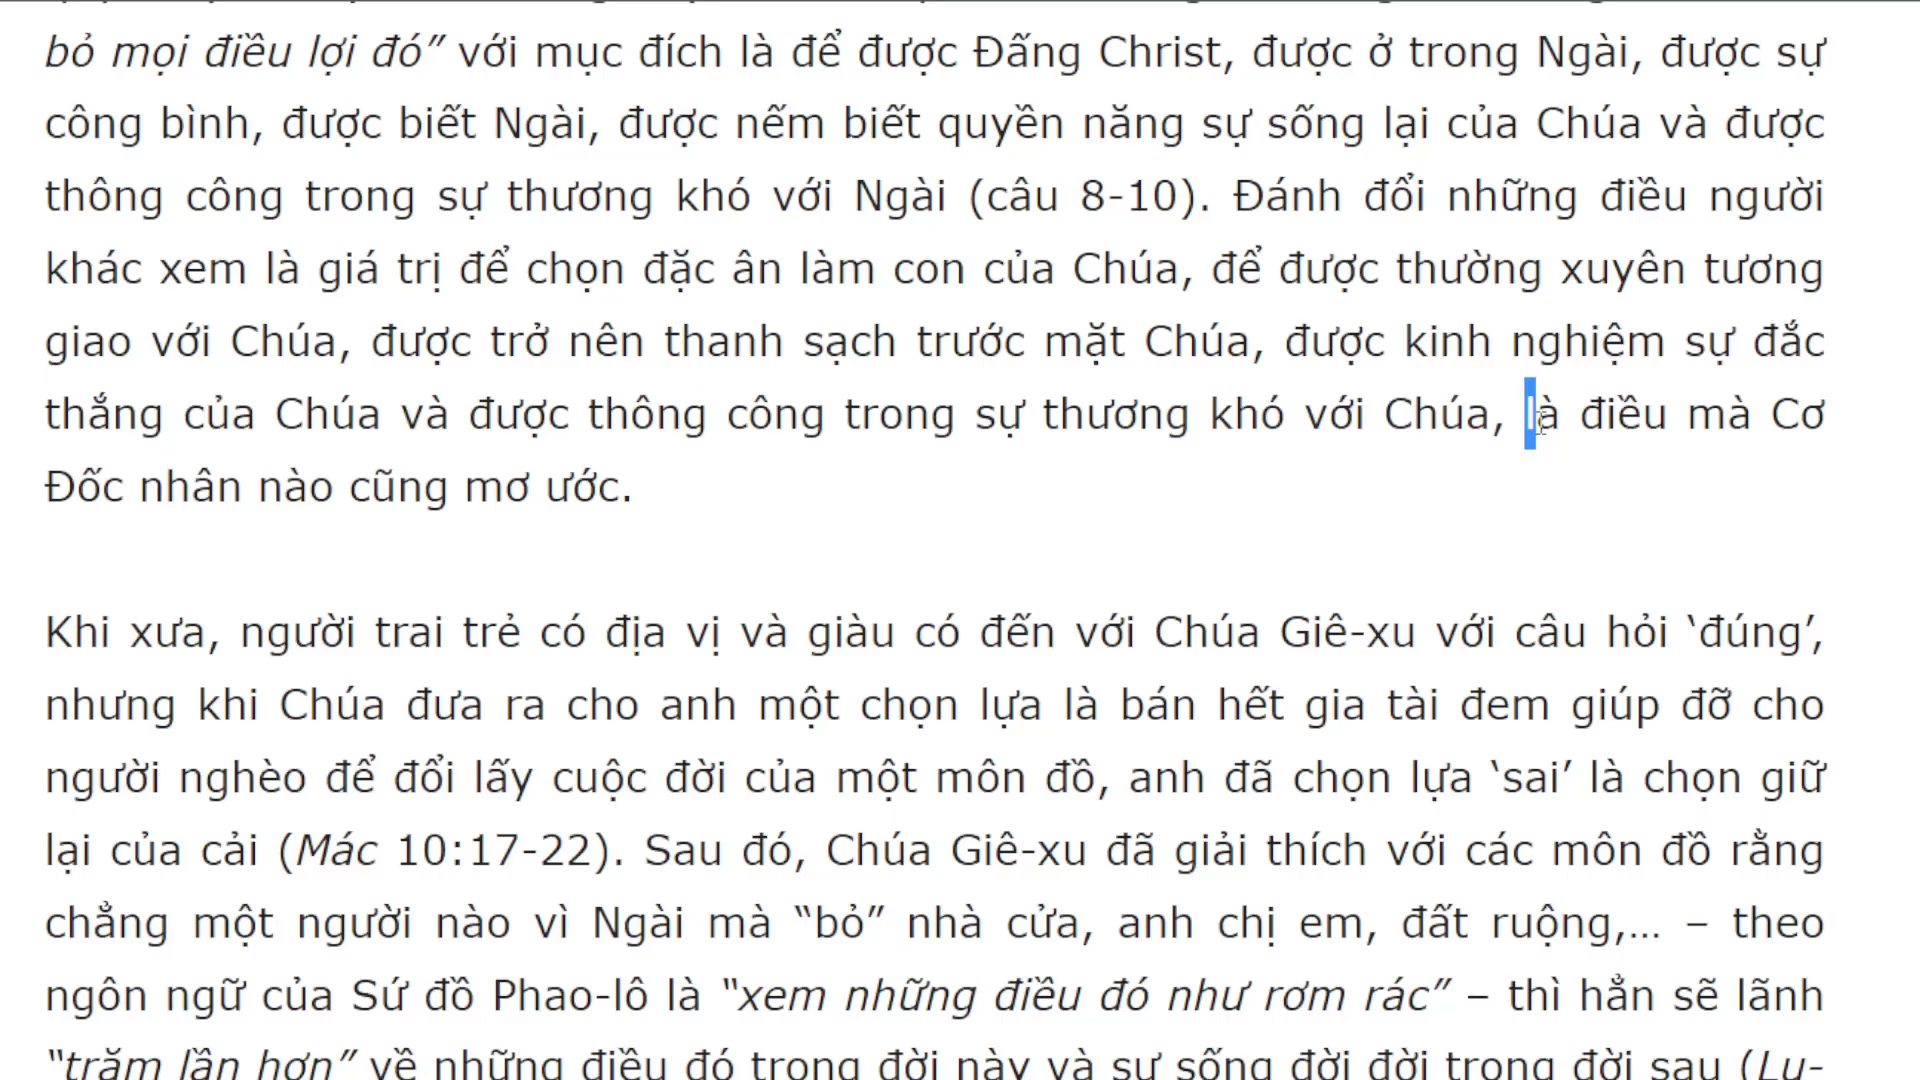 bỏ mọi điều lợi đó” với mục đích là để được Đấng Christ, được ở trong Ngài, được sự
công bình, được biết Ngài, được nếm biết quyền năng sự sống lại của Chúa và được
thông công trong sự thương khó với Ngài (câu 8-10). Đánh đổi những điều người
khác xem là giá trị để chọn đặc ân làm con của Chúa, để được thường xuyên tương
giao với Chúa, được trở nên thanh sạch trước mặt Chúa, được kinh nghiệm sự đắc
thắng của Chúa và được thông công trong sự thương khó với Chúa, là điều mà Cơ
Đốc nhân nào cũng mơ ước.
Khi xưa, người trai trẻ có địa vị và giàu có đến với Chúa Giê-xu với câu hỏi ‘đúng’,
nhưng khi Chúa đưa ra cho anh một chọn lựa là bán hết gia tài đem giúp đỡ cho
người nghèo để đổi lấy cuộc đời của một môn đồ, anh đã chọn lựa ‘sai’ là chọn giữ
lại của cải (Mác 10:17-22). Sau đó, Chúa Giê-xu đã giải thích với các môn đồ rằng
chẳng một người nào vì Ngài mà “bỏ” nhà cửa, anh chị em, đất ruộng,… – theo
ngôn ngữ của Sứ đồ Phao-lô là “xem những điều đó như rơm rác” – thì hẳn sẽ lãnh
“trăm lần hơn” về những điều đó trong đời này và sự sống đời đời trong đời sau (Lu-